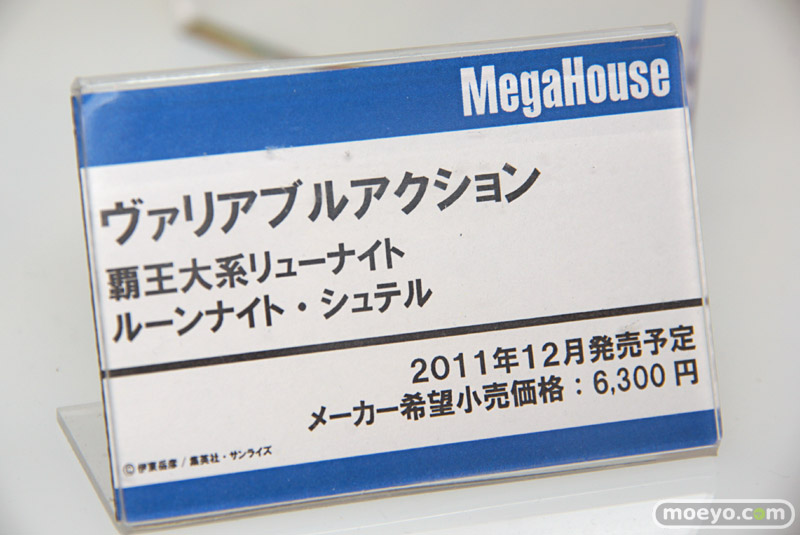 MegaHouse
ヴァリアブルアクション
覇王大系リューナイト
ルーンナイト・シュテル
2011年12月発売予定
メーカー希望小売価格：6,300円
©伊東岳彦/集英社・サンライズ
moeyo.com